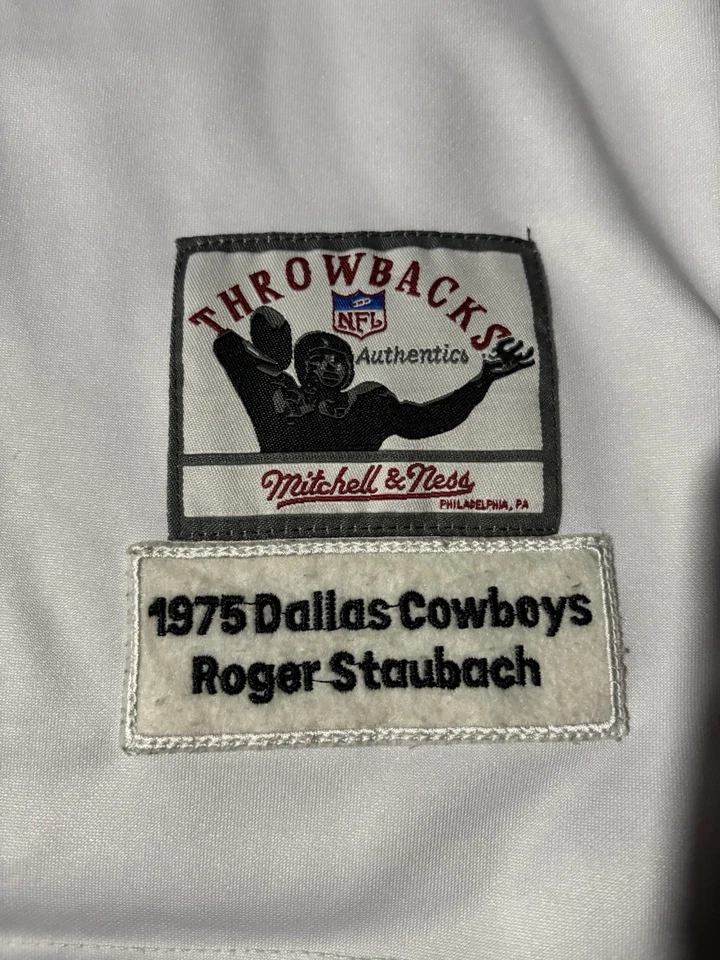 THROWBACKS
NFL
Authentics
Mitchell & Ness
PHILADELPHIA, PA
1975 Dallas Cowboys
Roger Staubach